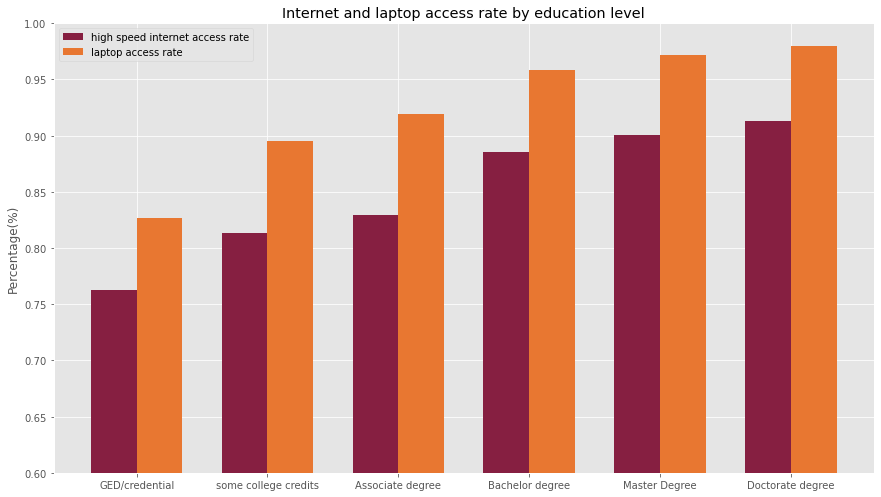 Internet and laptop access rate by education level
high speed internet access rate
laptop access rate
Percentage(%)
1.00
0.95
0.90
0.85
0.80
0.75
0.70
0.65
0.60
GED/credential
some college credits
Associate degree
Bachelor degree
Master Degree
Doctorate degree